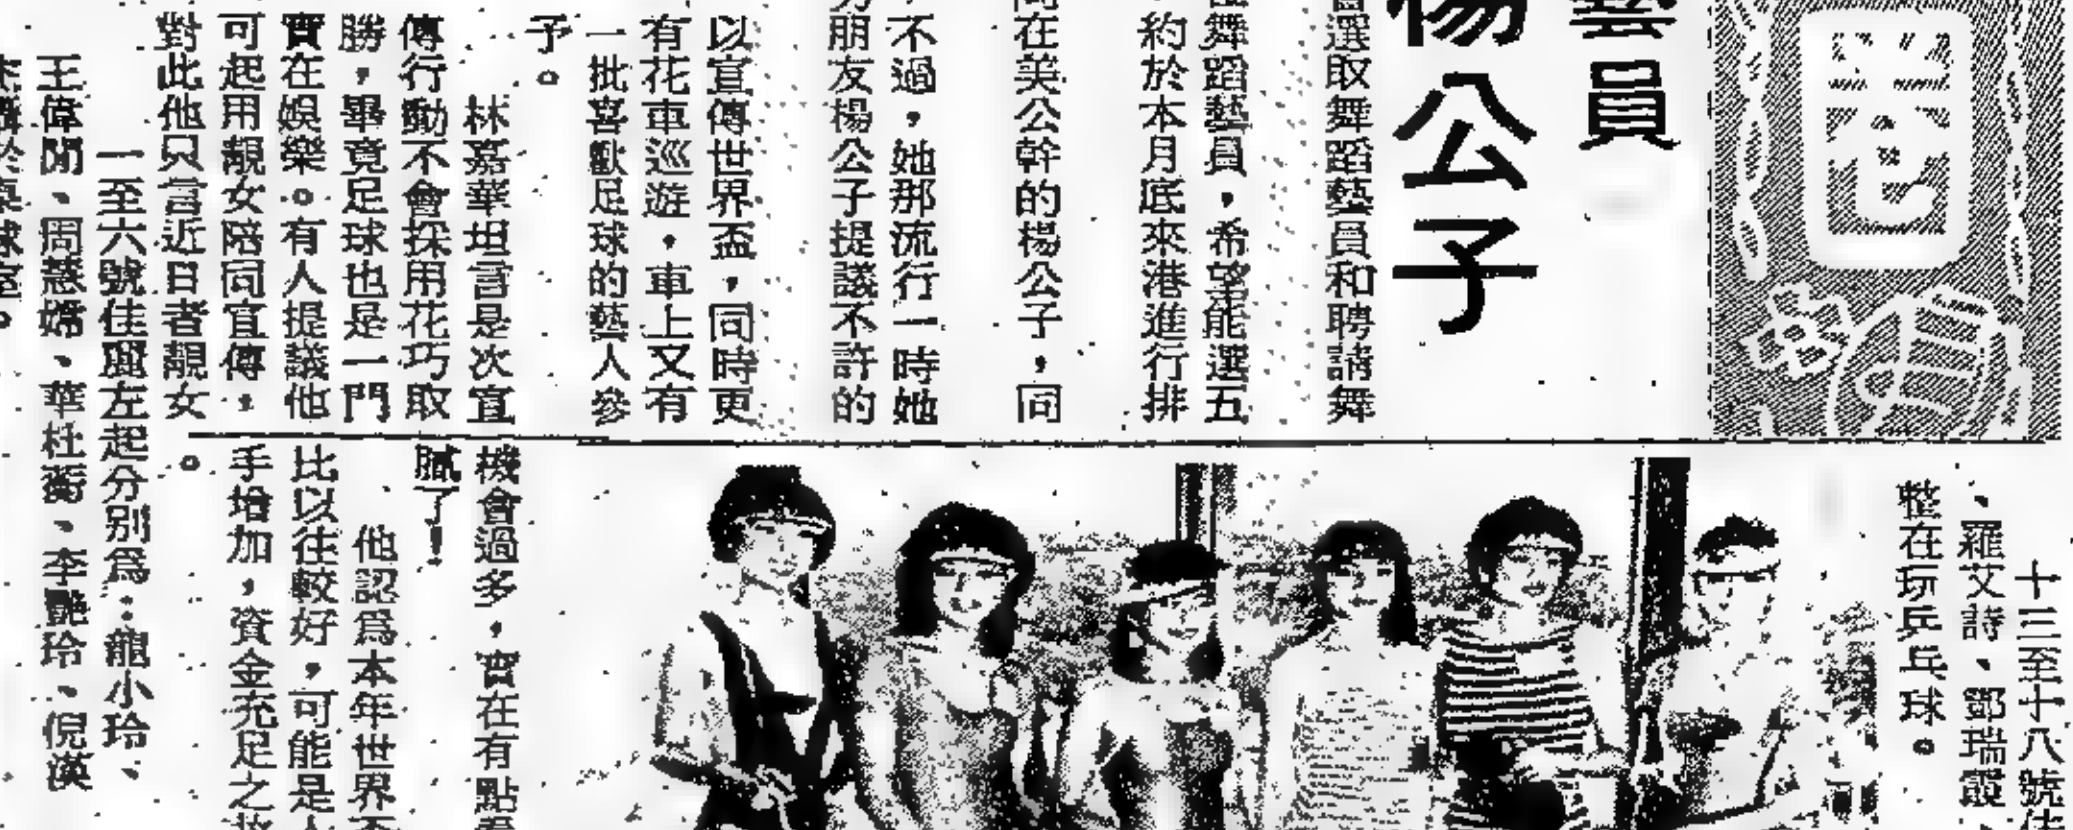 藝員
楊公子
選取舞蹈藝員和聘請舞
舞蹈藝員，希望能選五
約於本月底來港進行排
在美公幹的楊公子，同
，不過，她那流行一時她
朋友楊公子提議不許的
以宣傳世界盃，同時更
有花車巡遊，車上又有
一批喜歡足球的藝人參
予。
林嘉華坦言是次宣
傳行動不會採用花巧取
勝，畢竟足球也是一門
實在娛樂。有人提議他
可起用靚女陪同宣傳，
對此他只言近日者靚女
機會過多，實在有點
膩了！
他認爲本年世界
比以往較好，可能是
手增加，資金充足之
。
十三至十八號佳
、羅艾詩、鄧瑞霞、
整在玩乒乓球。
一至六號佳麗左起分別爲：龍小玲、
王偉閒、周慧嫦、華杜蘅、李艷玲、倪漢